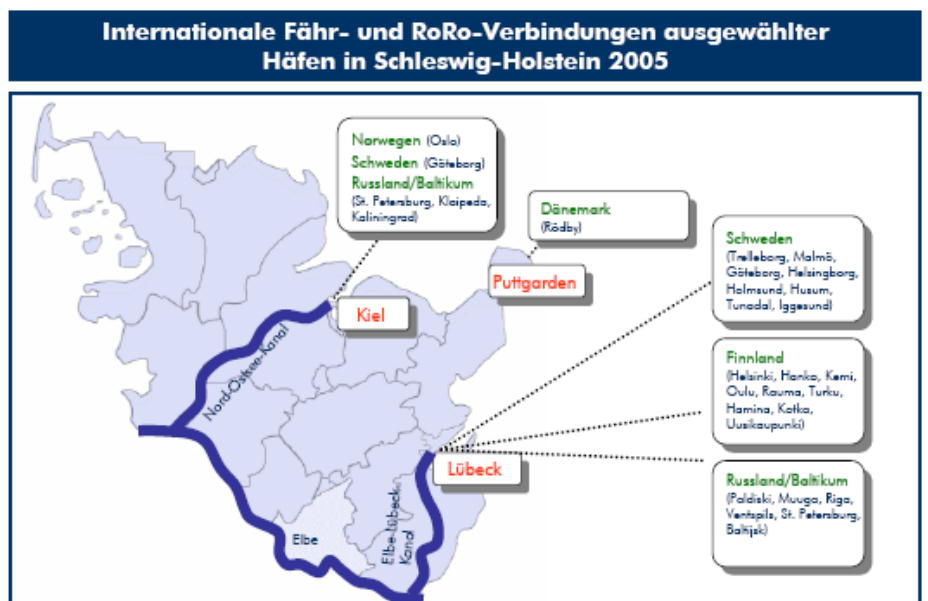 Internationale Fähr- und RoRo-Verbindungen ausgewählter
Häfen in Schleswig-Holstein 2005
Norwegen (Oslo)
Schweden (Göteborg)
Russland/Baltikum
(St. Petersburg, Klaipeda,
Kaliningrad)
Dänemark
(Rödby)
Schweden
(Trelleborg, Malmö,
Göteborg, Helsingborg,
Holmsund, Husum,
Tunadal, Iggesund)
Puttgarden
Kiel
Nord-Ostsee-Kanal
Finnland
(Helsinki, Hanko, Kemi,
Oulu, Rauma, Turku,
Hamina, Kotka,
Uusikaupunki)
Lübeck
Russland/Baltikum
(Paldiski, Muuga, Riga,
Ventspils, St. Petersburg,
Baltijsk)
Elbe
Elbe-Lübeck-
Kanal